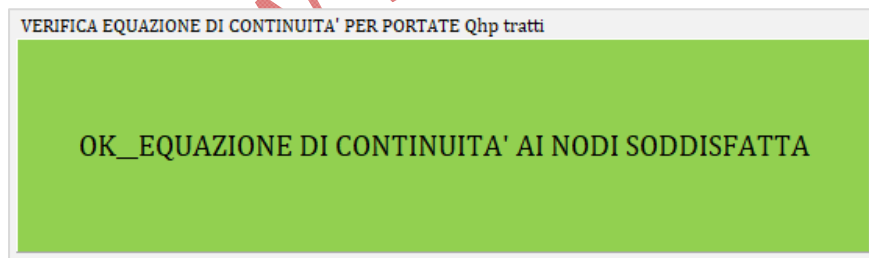 VERIFICA EQUAZIONE DI CONTINUITA' PER PORTATE Qhp tratti
OK__EQUAZIONE DI CONTINUITA' AI NODI SODDISFATTA